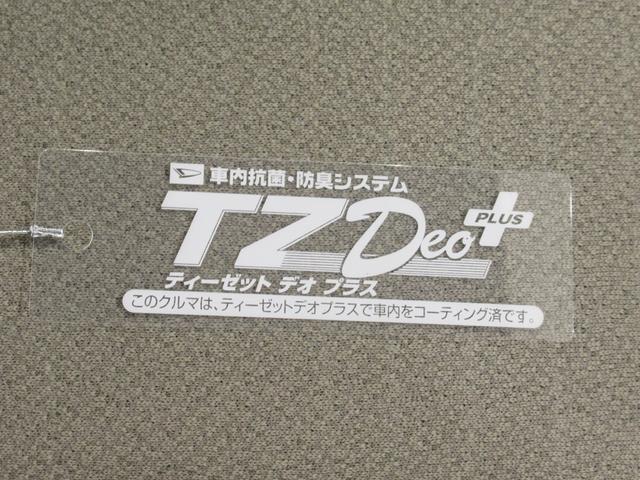 車内抗菌・防臭システム
TZDeo PLUS
ティーゼット デオ プラス
このクルマは、ティーゼットデオプラスで車内をコーティング済です。